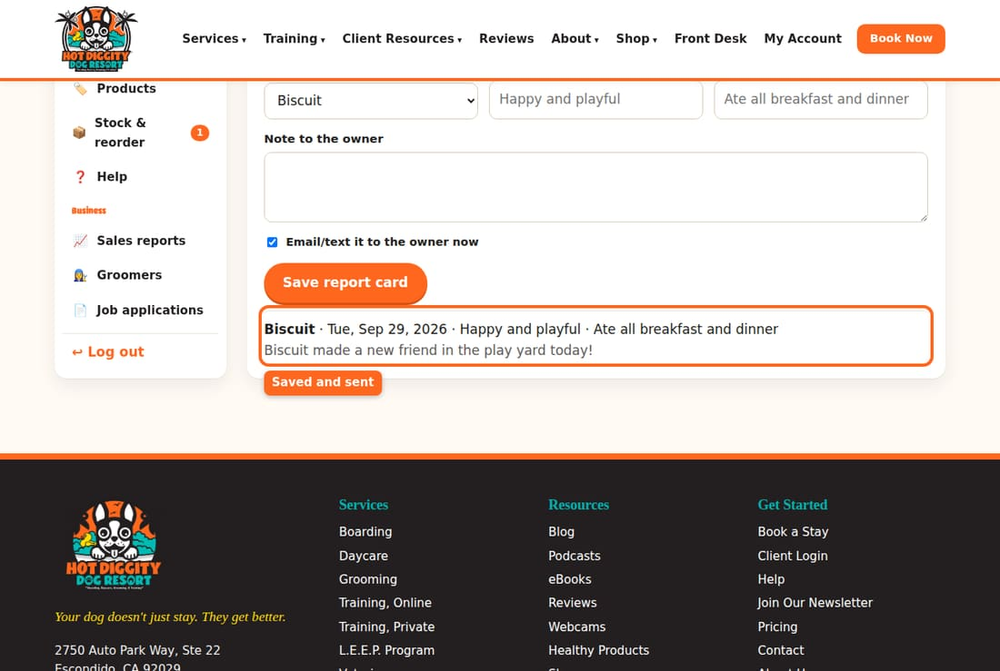 HOT DIGGITY
DOG RESORT
Services ▾
Training ▾
Client Resources ▾
Reviews
About ▾
Shop ▾
Front Desk
My Account
Book Now
Products
Stock &
reorder
1
Help
Business
Sales reports
Groomers
Job applications
↩ Log out
Biscuit
Happy and playful
Ate all breakfast and dinner
Note to the owner
Email/text it to the owner now
Save report card
Biscuit · Tue, Sep 29, 2026 · Happy and playful · Ate all breakfast and dinner
Biscuit made a new friend in the play yard today!
Saved and sent
HOT DIGGITY
DOG RESORT
Your dog doesn't just stay. They get better.
2750 Auto Park Way, Ste 22
Escondido, CA 92029
Services
Boarding
Daycare
Grooming
Training, Online
Training, Private
L.E.E.P. Program
Resources
Blog
Podcasts
eBooks
Reviews
Webcams
Healthy Products
Get Started
Book a Stay
Client Login
Help
Join Our Newsletter
Pricing
Contact